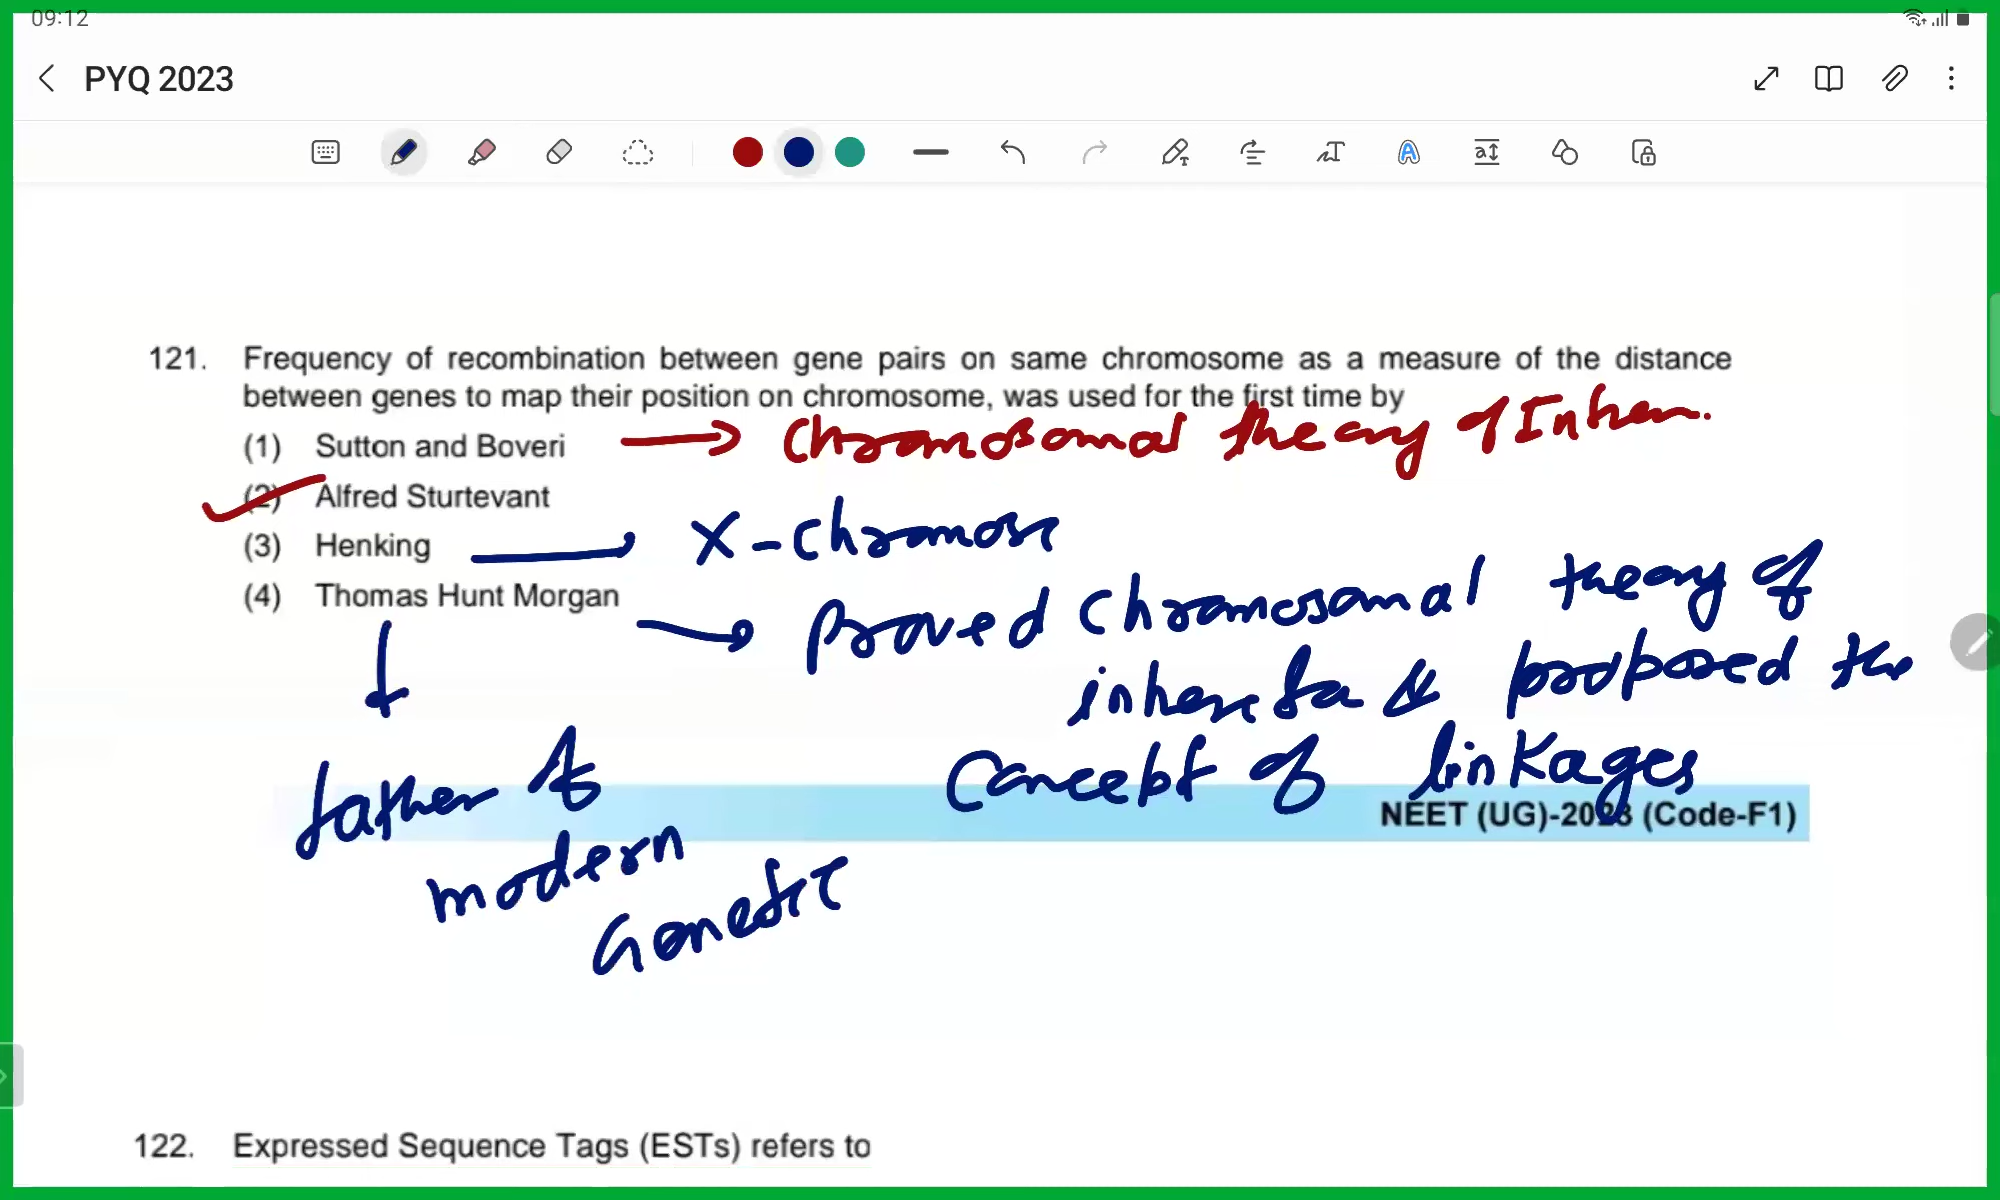 09:12
PYQ 2023
121. Frequency of recombination between gene pairs on same chromosome as a measure of the distance
between genes to map their position on chromosome, was used for the first time by
(1) Sutton and Boveri → Chromosomal theory of Inher.
(2) Alfred Sturtevant
(3) Henking X-chromose
(4) Thomas Hunt Morgan proved Chromosomal theory of
& proposed the
Concept of linkages
father of
modern
Genetic
NEET (UG)-2023 (Code-F1)
122. Expressed Sequence Tags (ESTs) refers to